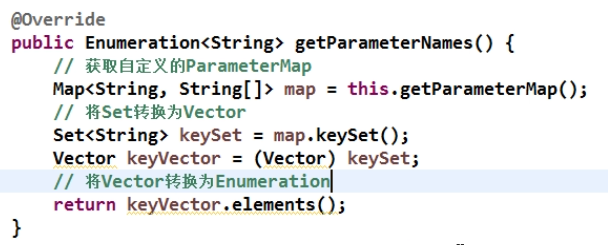 @Override
public Enumeration<String> getParameterNames() {
// 获取自定义的ParameterMap
Map<String, String[]> map = this.getParameterMap();
// 将Set转换为Vector
Set<String> keySet = map.keySet();
Vector keyVector = (Vector) keySet;
// 将Vector转换为Enumeration
return keyVector.elements();
}